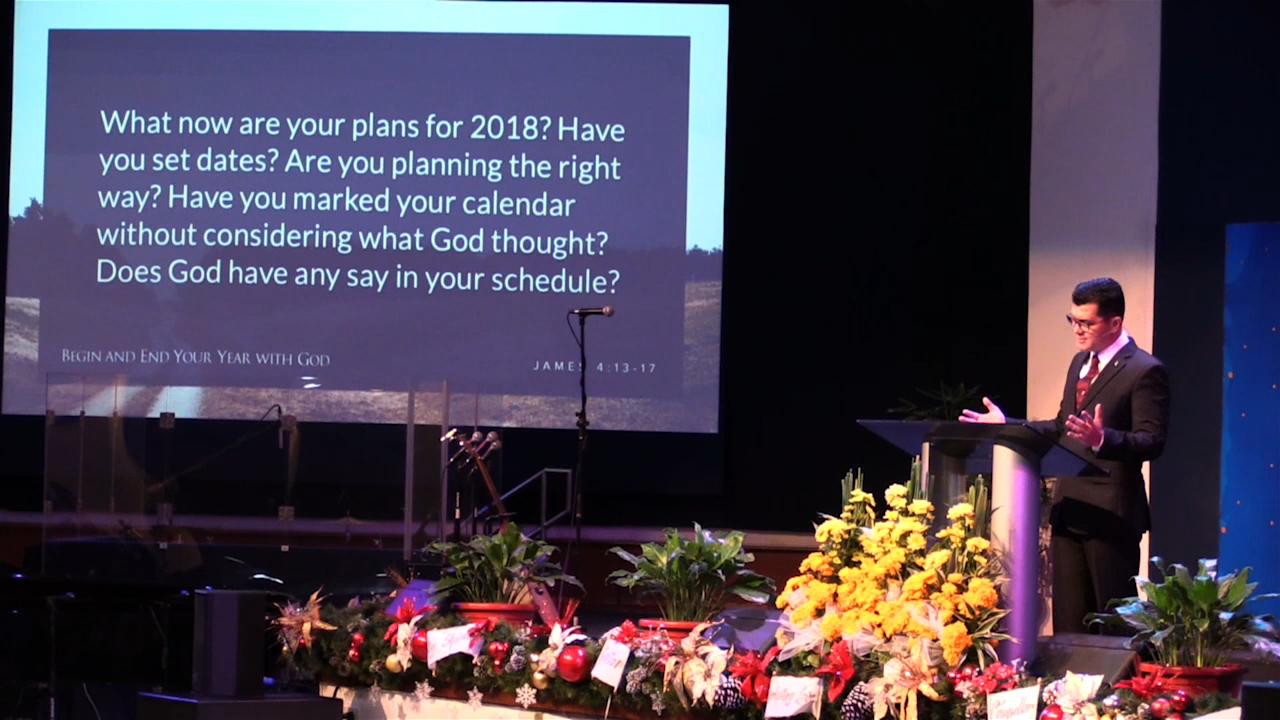 What now are your plans for 2018? Have
you set dates? Are you planning the right
way? Have you marked your calendar
without considering what God thought?
Does God have any say in your schedule?
BEGIN AND END YOUR YEAR WITH GOD
JAMES 4:13-17